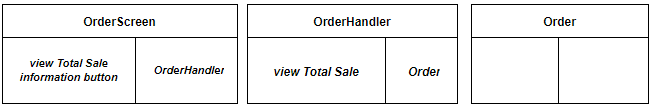 OrderScreen
view Total Sale
information button
OrderHandler
OrderHandler
view Total Sale
Order
Order